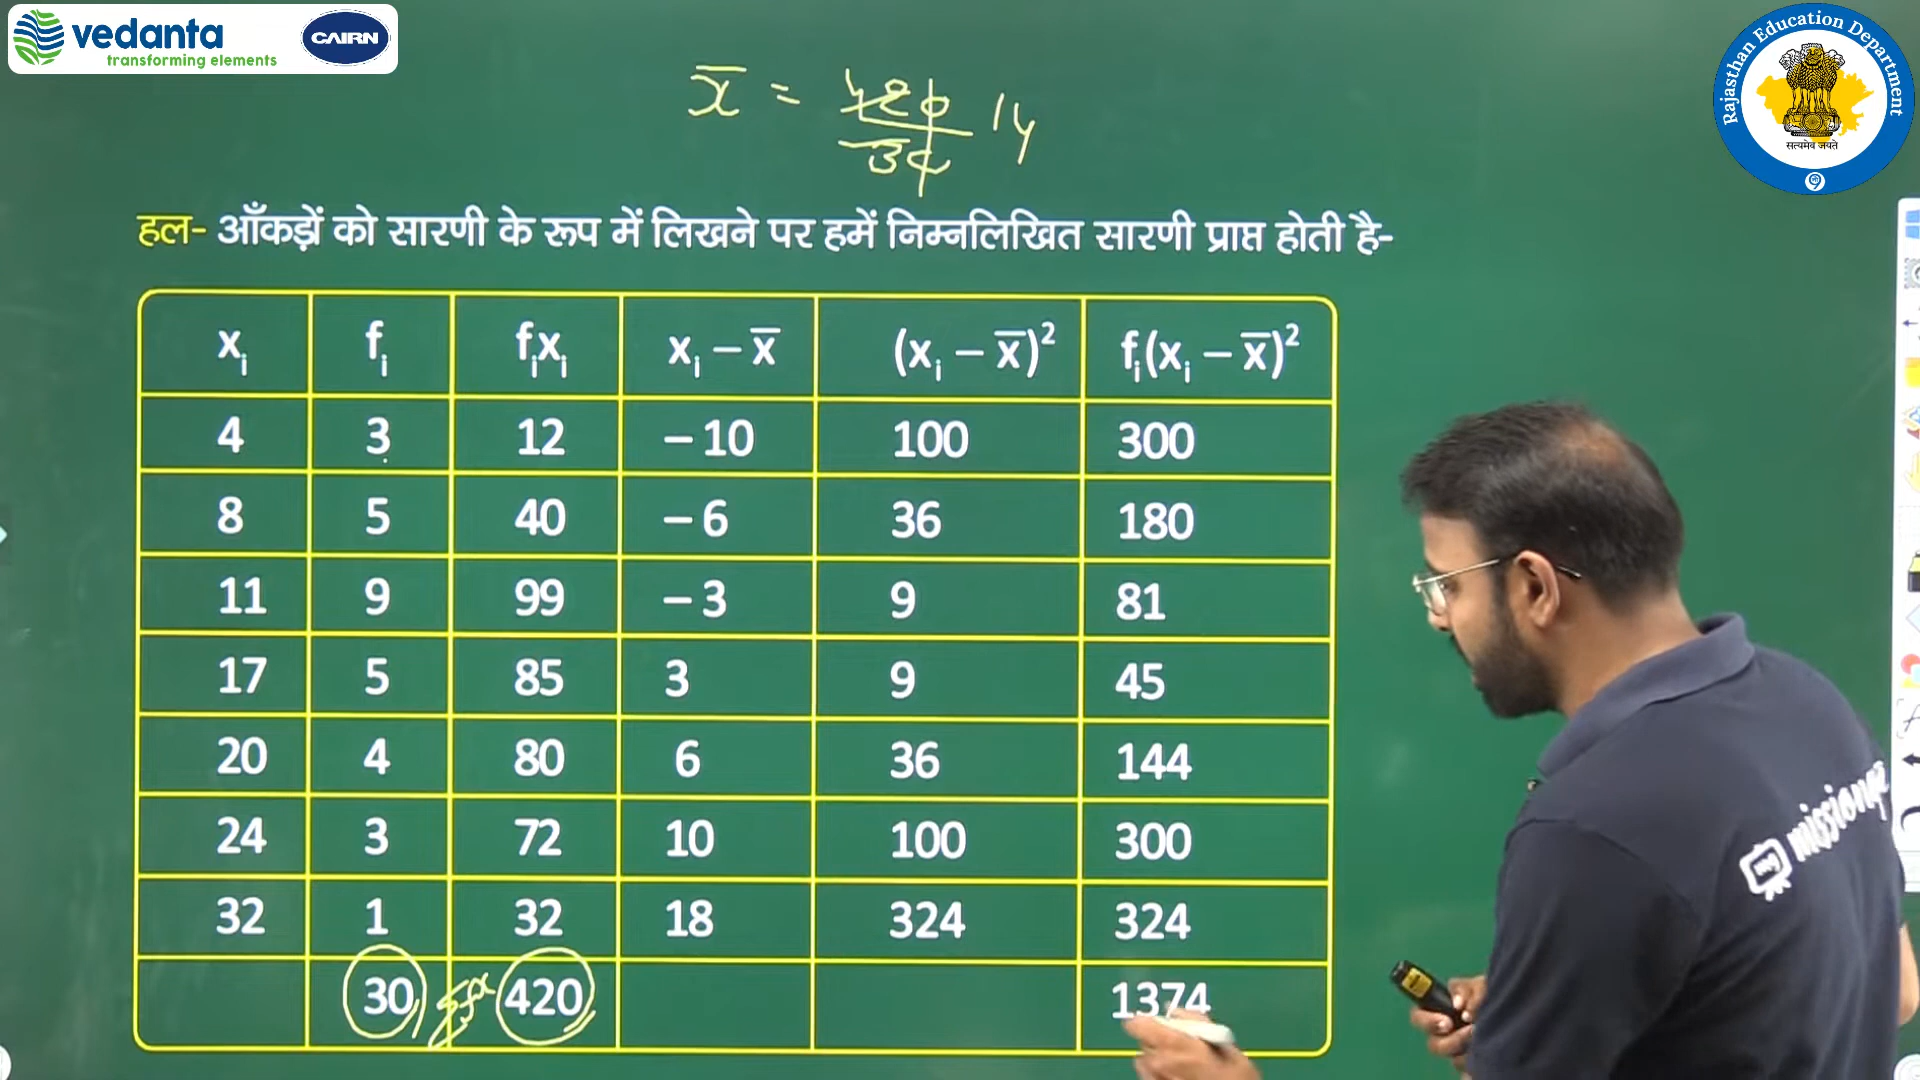 vedanta
transforming elements
CAIRN
Rajasthan Education Department
सत्यमेव जयते
x̄ = 420 / 30 14
हल- आँकड़ों को सारणी के रूप में लिखने पर हमें निम्नलिखित सारणी प्राप्त होती है-
xᵢ fᵢ fᵢxᵢ xᵢ – x̄ (xᵢ – x̄)² fᵢ(xᵢ – x̄)²
4 3 12 – 10 100 300
8 5 40 – 6 36 180
11 9 99 – 3 9 81
17 5 85 3 9 45
20 4 80 6 36 144
24 3 72 10 100 300
32 1 32 18 324 324
30 Σfx 420 1374